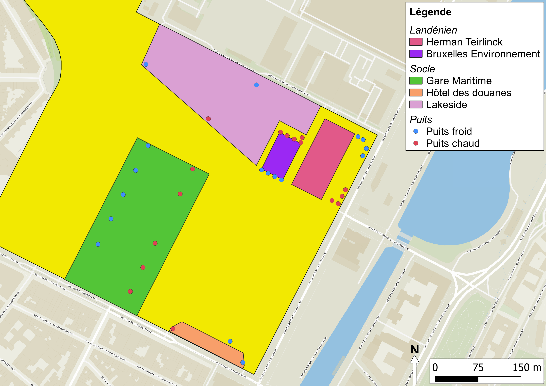 Légende
Landénien
Herman Teirlinck
Bruxelles Environnement
Socle
Gare Maritime
Hôtel des douanes
Lakeside
Puits
Puits froid
Puits chaud
N
0 75 150 m